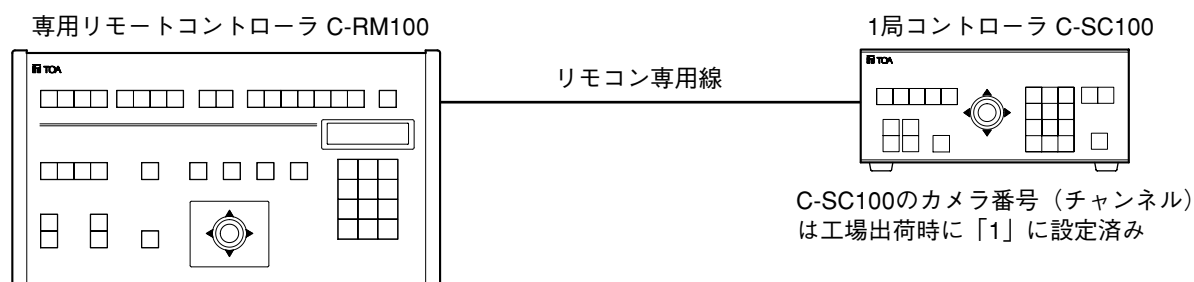 専用リモートコントローラ C-RM100
1局コントローラ C-SC100
TOA
リモコン専用線
TOA
C-SC100のカメラ番号（チャンネル）
は工場出荷時に「1」に設定済み